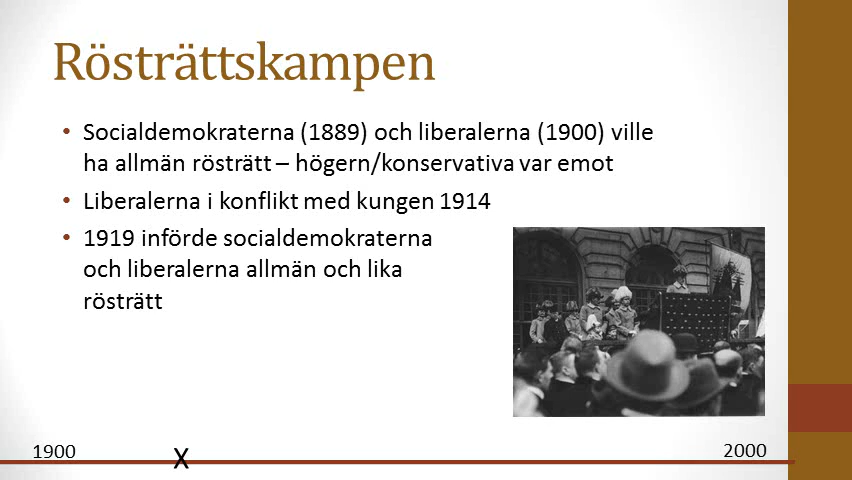 Rösträttskampen
• Socialdemokraterna (1889) och liberalerna (1900) ville
ha allmän rösträtt – högern/konservativa var emot
• Liberalerna i konflikt med kungen 1914
• 1919 införde socialdemokraterna
och liberalerna allmän och lika
rösträtt
1900
X
2000